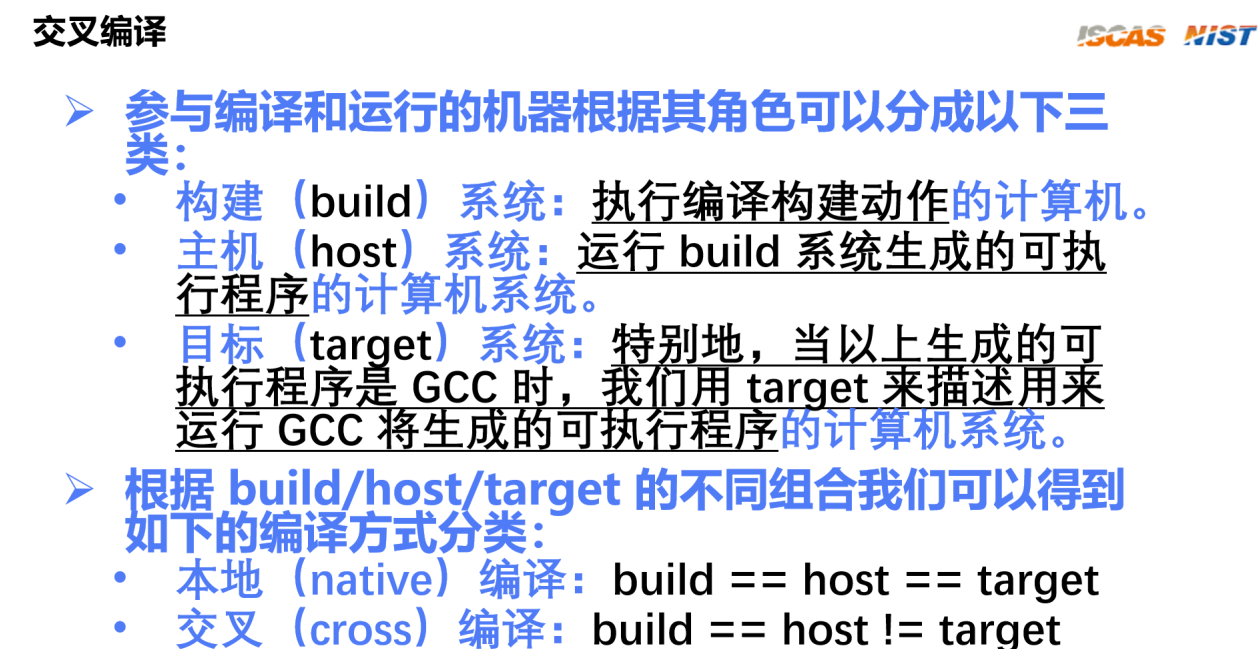 交叉编译
ISCAS NIST
➢ 参与编译和运行的机器根据其角色可以分成以下三
类：
• 构建（build）系统：执行编译构建动作的计算机。
• 主机（host）系统：运行 build 系统生成的可执
行程序的计算机系统。
• 目标（target）系统：特别地，当以上生成的可
执行程序是 GCC 时，我们用 target 来描述用来
运行 GCC 将生成的可执行程序的计算机系统。
➢ 根据 build/host/target 的不同组合我们可以得到
如下的编译方式分类：
• 本地（native）编译：build == host == target
• 交叉（cross）编译：build == host != target